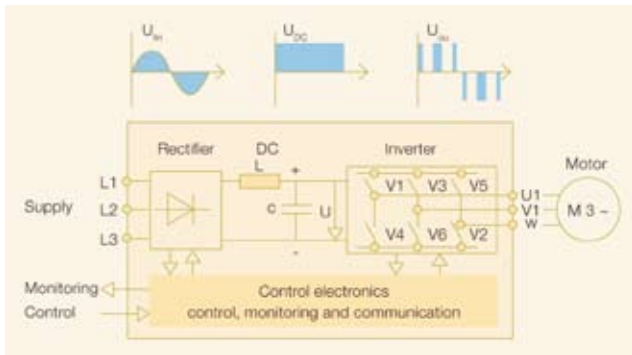 Uin
UDC
Uou
Rectifier
DC
L
Inverter
Motor
+
L1
V1 V3 V5
U1
Supply
L2
c
U
V1
M 3 ~
L3
V4 V6 V2
W
-
Monitoring
Control electronics
Control
control, monitoring and communication